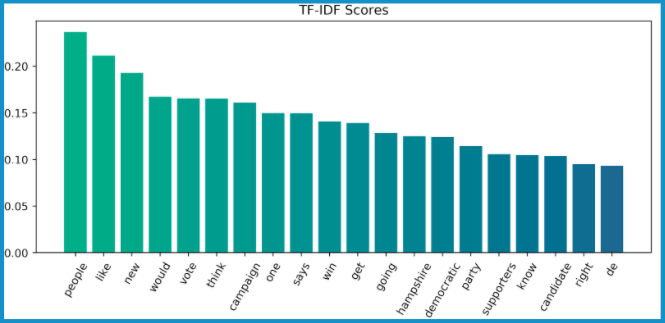 TF-IDF Scores
0.20
0.15
0.10
0.05
0.00
people
like
new
would
vote
think
campaign
one
says
win
get
going
hampshire
democratic
party
supporters
know
candidate
right
de